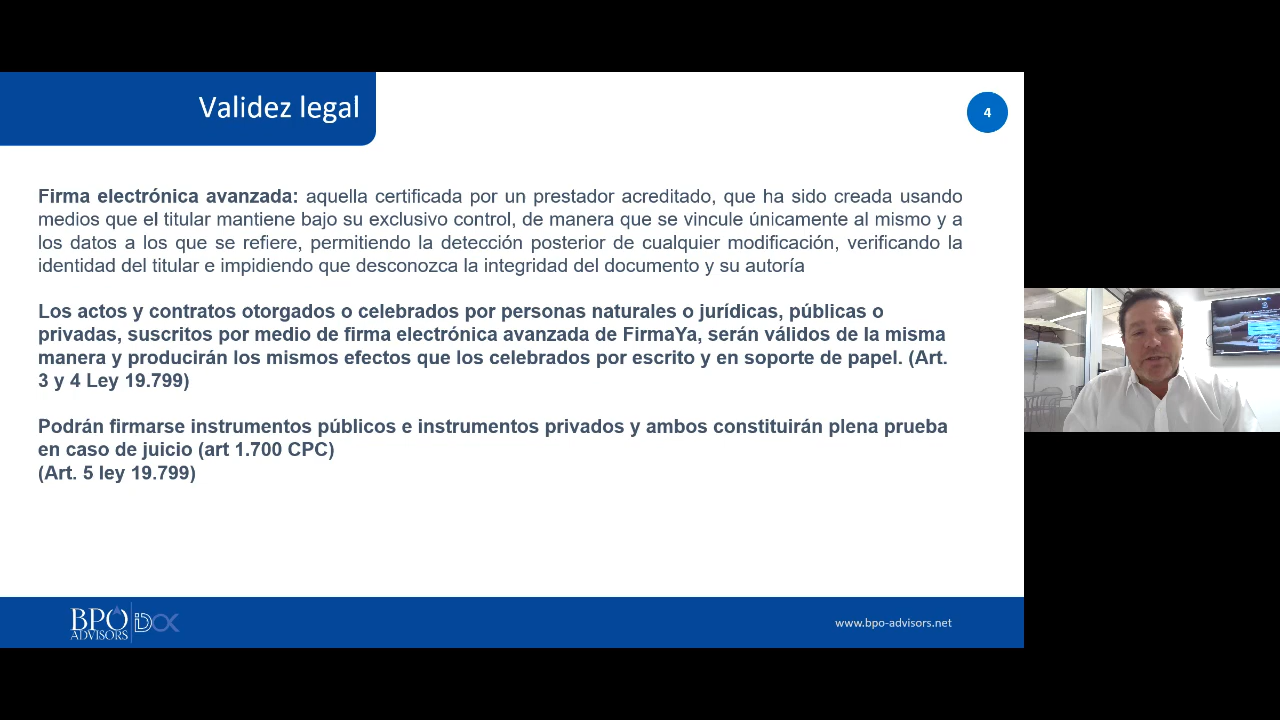 Validez legal
4
Firma electrónica avanzada: aquella certificada por un prestador acreditado, que ha sido creada usando
medios que el titular mantiene bajo su exclusivo control, de manera que se vincule únicamente al mismo y a
los datos a los que se refiere, permitiendo la detección posterior de cualquier modificación, verificando la
identidad del titular e impidiendo que desconozca la integridad del documento y su autoría
Los actos y contratos otorgados o celebrados por personas naturales o jurídicas, públicas o
privadas, suscritos por medio de firma electrónica avanzada de FirmaYa, serán válidos de la misma
manera y producirán los mismos efectos que los celebrados por escrito y en soporte de papel. (Art.
3 y 4 Ley 19.799)
Podrán firmarse instrumentos públicos e instrumentos privados y ambos constituirán plena prueba
en caso de juicio (art 1.700 CPC)
(Art. 5 ley 19.799)
BPO
ADVISORS
iDOX
www.bpo-advisors.net